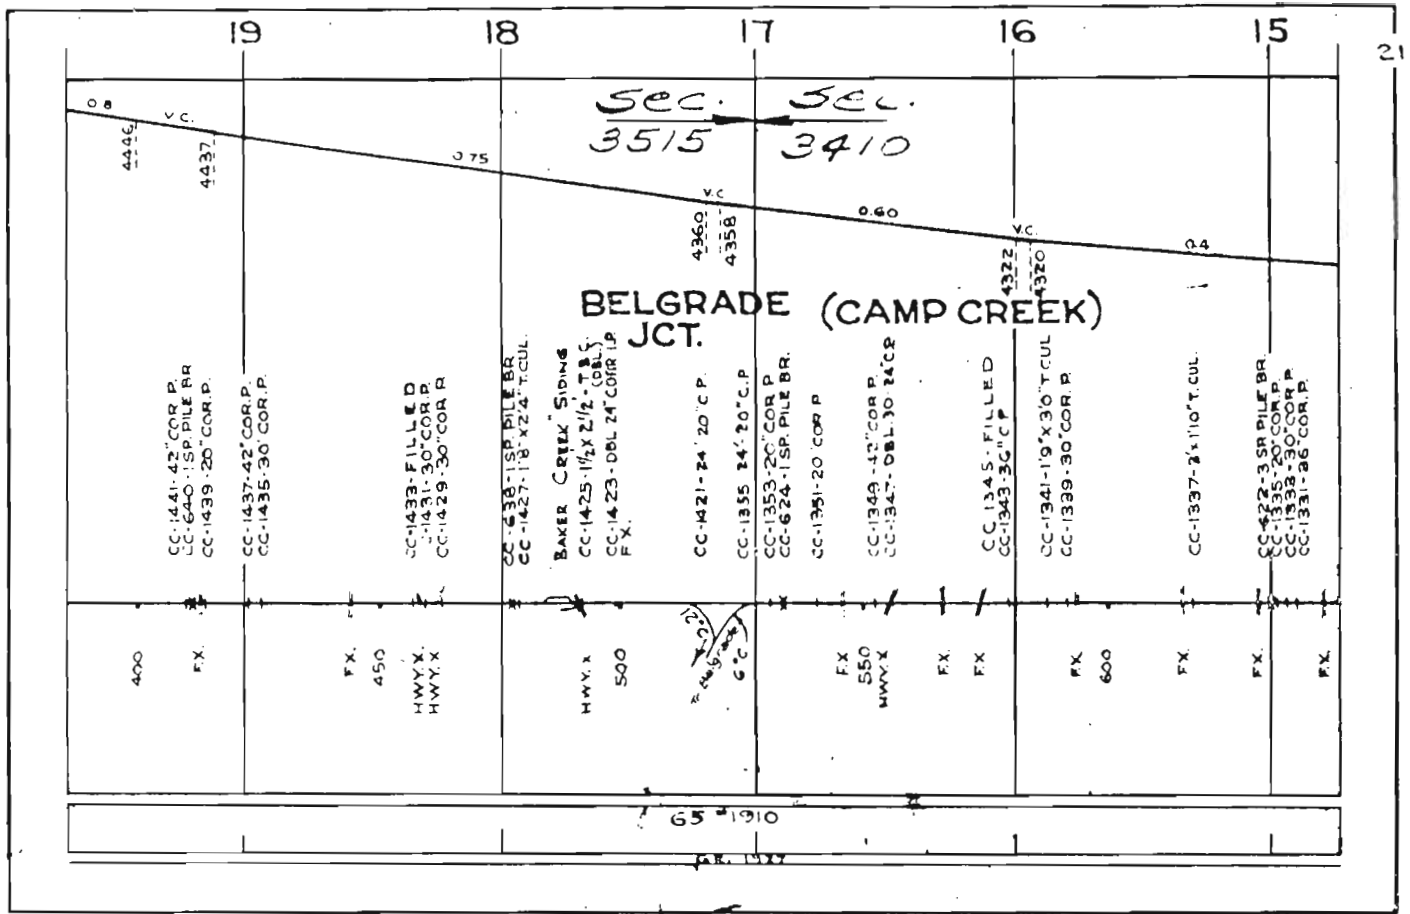 19 18 17 16 15
21
SEC. SEC.
3515 3410
0.8
V.C.
4446
4437
0.75
V.C.
4360
4358
0.60
V.C.
4322
4320
0.4
BELGRADE (CAMP CREEK)
JCT.
CC-1441-42" COR.P.
CC-640-1 SP. PILE BR
CC-1439-20" COR.P.
CC-1437-42" COR.P.
CC-1435-30" COR.P.
CC-1433-FILLED
CC-1431-30" COR.P.
CC-1429-30" COR.P.
CC-638-1 SP. PILE BR
CC-1427-1'8" X 2'4" T.CUL.
BAKER CREEK SIDING
CC-1425-1½ X 2½'- T.B.C.
(DBL.)
CC-1423-DBL 24" CORR I.P.
F.X.
CC-1421-24' 20" C.P.
CC-1355 24'-20" C.P
CC-1353-20" COR P
CC-624-1 SP. PILE BR.
CC-1351-20" COR P
CC-1349-42" COR P.
CC-1347-DBL-30-24" C.P.
CC 1345-FILLED
CC-1343-36" CP
CC-1341-1'9" X 3'0" T CUL
CC-1339-30" COR.P.
CC-1337-2'x1'10" T.CUL.
CC-622-3 SP. PILE BR.
CC-1335-20" COR.P.
CC-1333-30" COR P
CC-1331-36 COR.P.
400
F.X.
F.X.
450
HWY.X.
HWY.X
HWY.X
500
12°
6°C
F.X
550
HWY.X
F.X
F.X
F.X
600
F.X.
F.X.
F.X.
65 # 1910
G.R. 1927